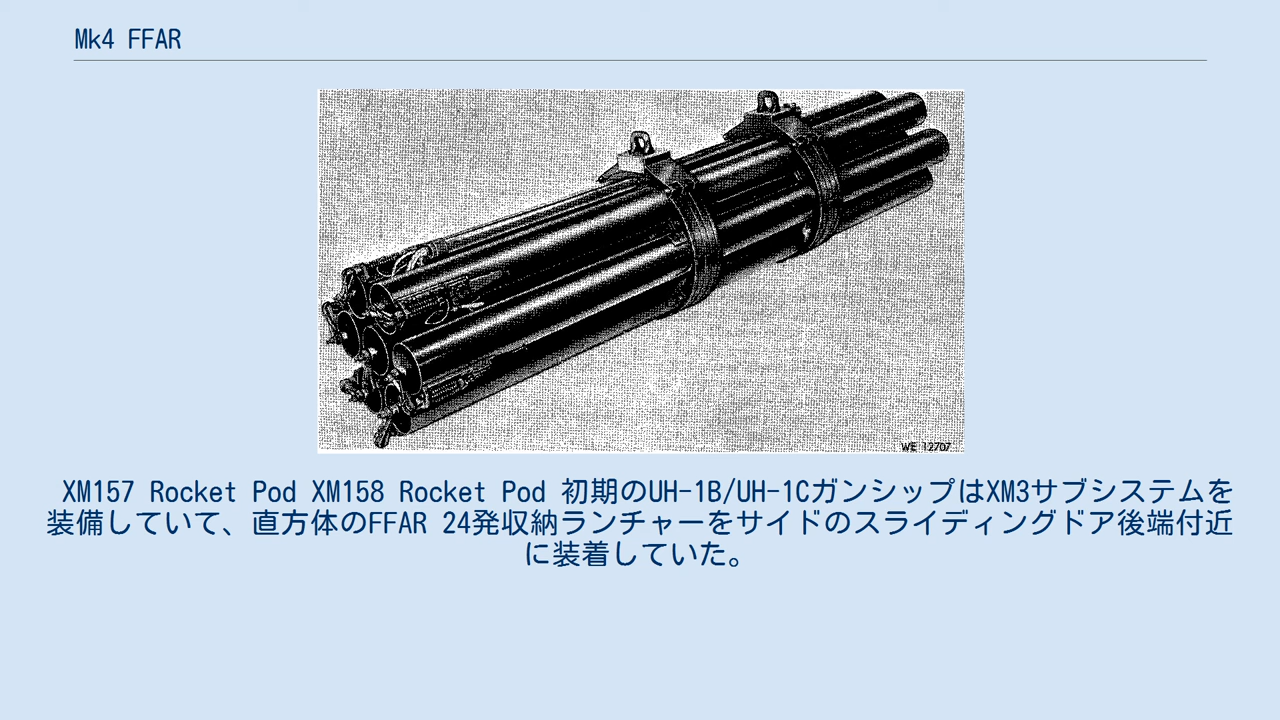 Mk4 FFAR
WE 12707
XM157 Rocket Pod XM158 Rocket Pod 初期のUH-1B/UH-1CガンシップはXM3サブシステムを
装備していて、直方体のFFAR 24発収納ランチャーをサイドのスライディングドア後端付近
に装着していた。